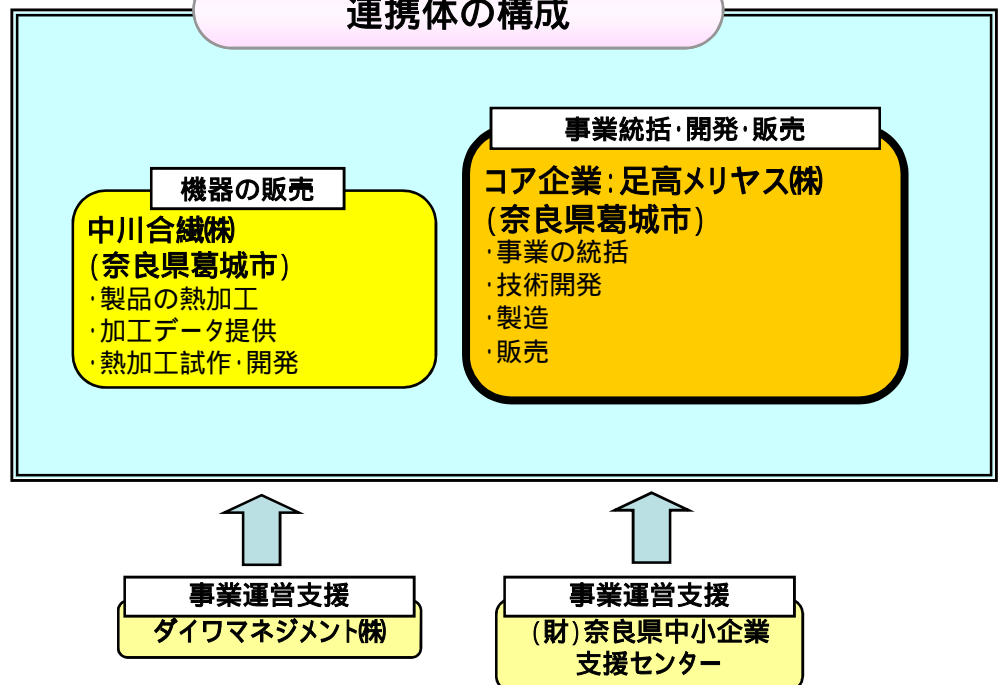 連携体の構成
機器の販売
中川合繊㈱
(奈良県葛城市)
・製品の熱加工
・加工データ提供
・熱加工試作・開発
事業統括・開発・販売
コア企業:足高メリヤス㈱
(奈良県葛城市)
・事業の統括
・技術開発
・製造
・販売
事業運営支援
ダイワマネジメント㈱
事業運営支援
(財)奈良県中小企業
支援センター